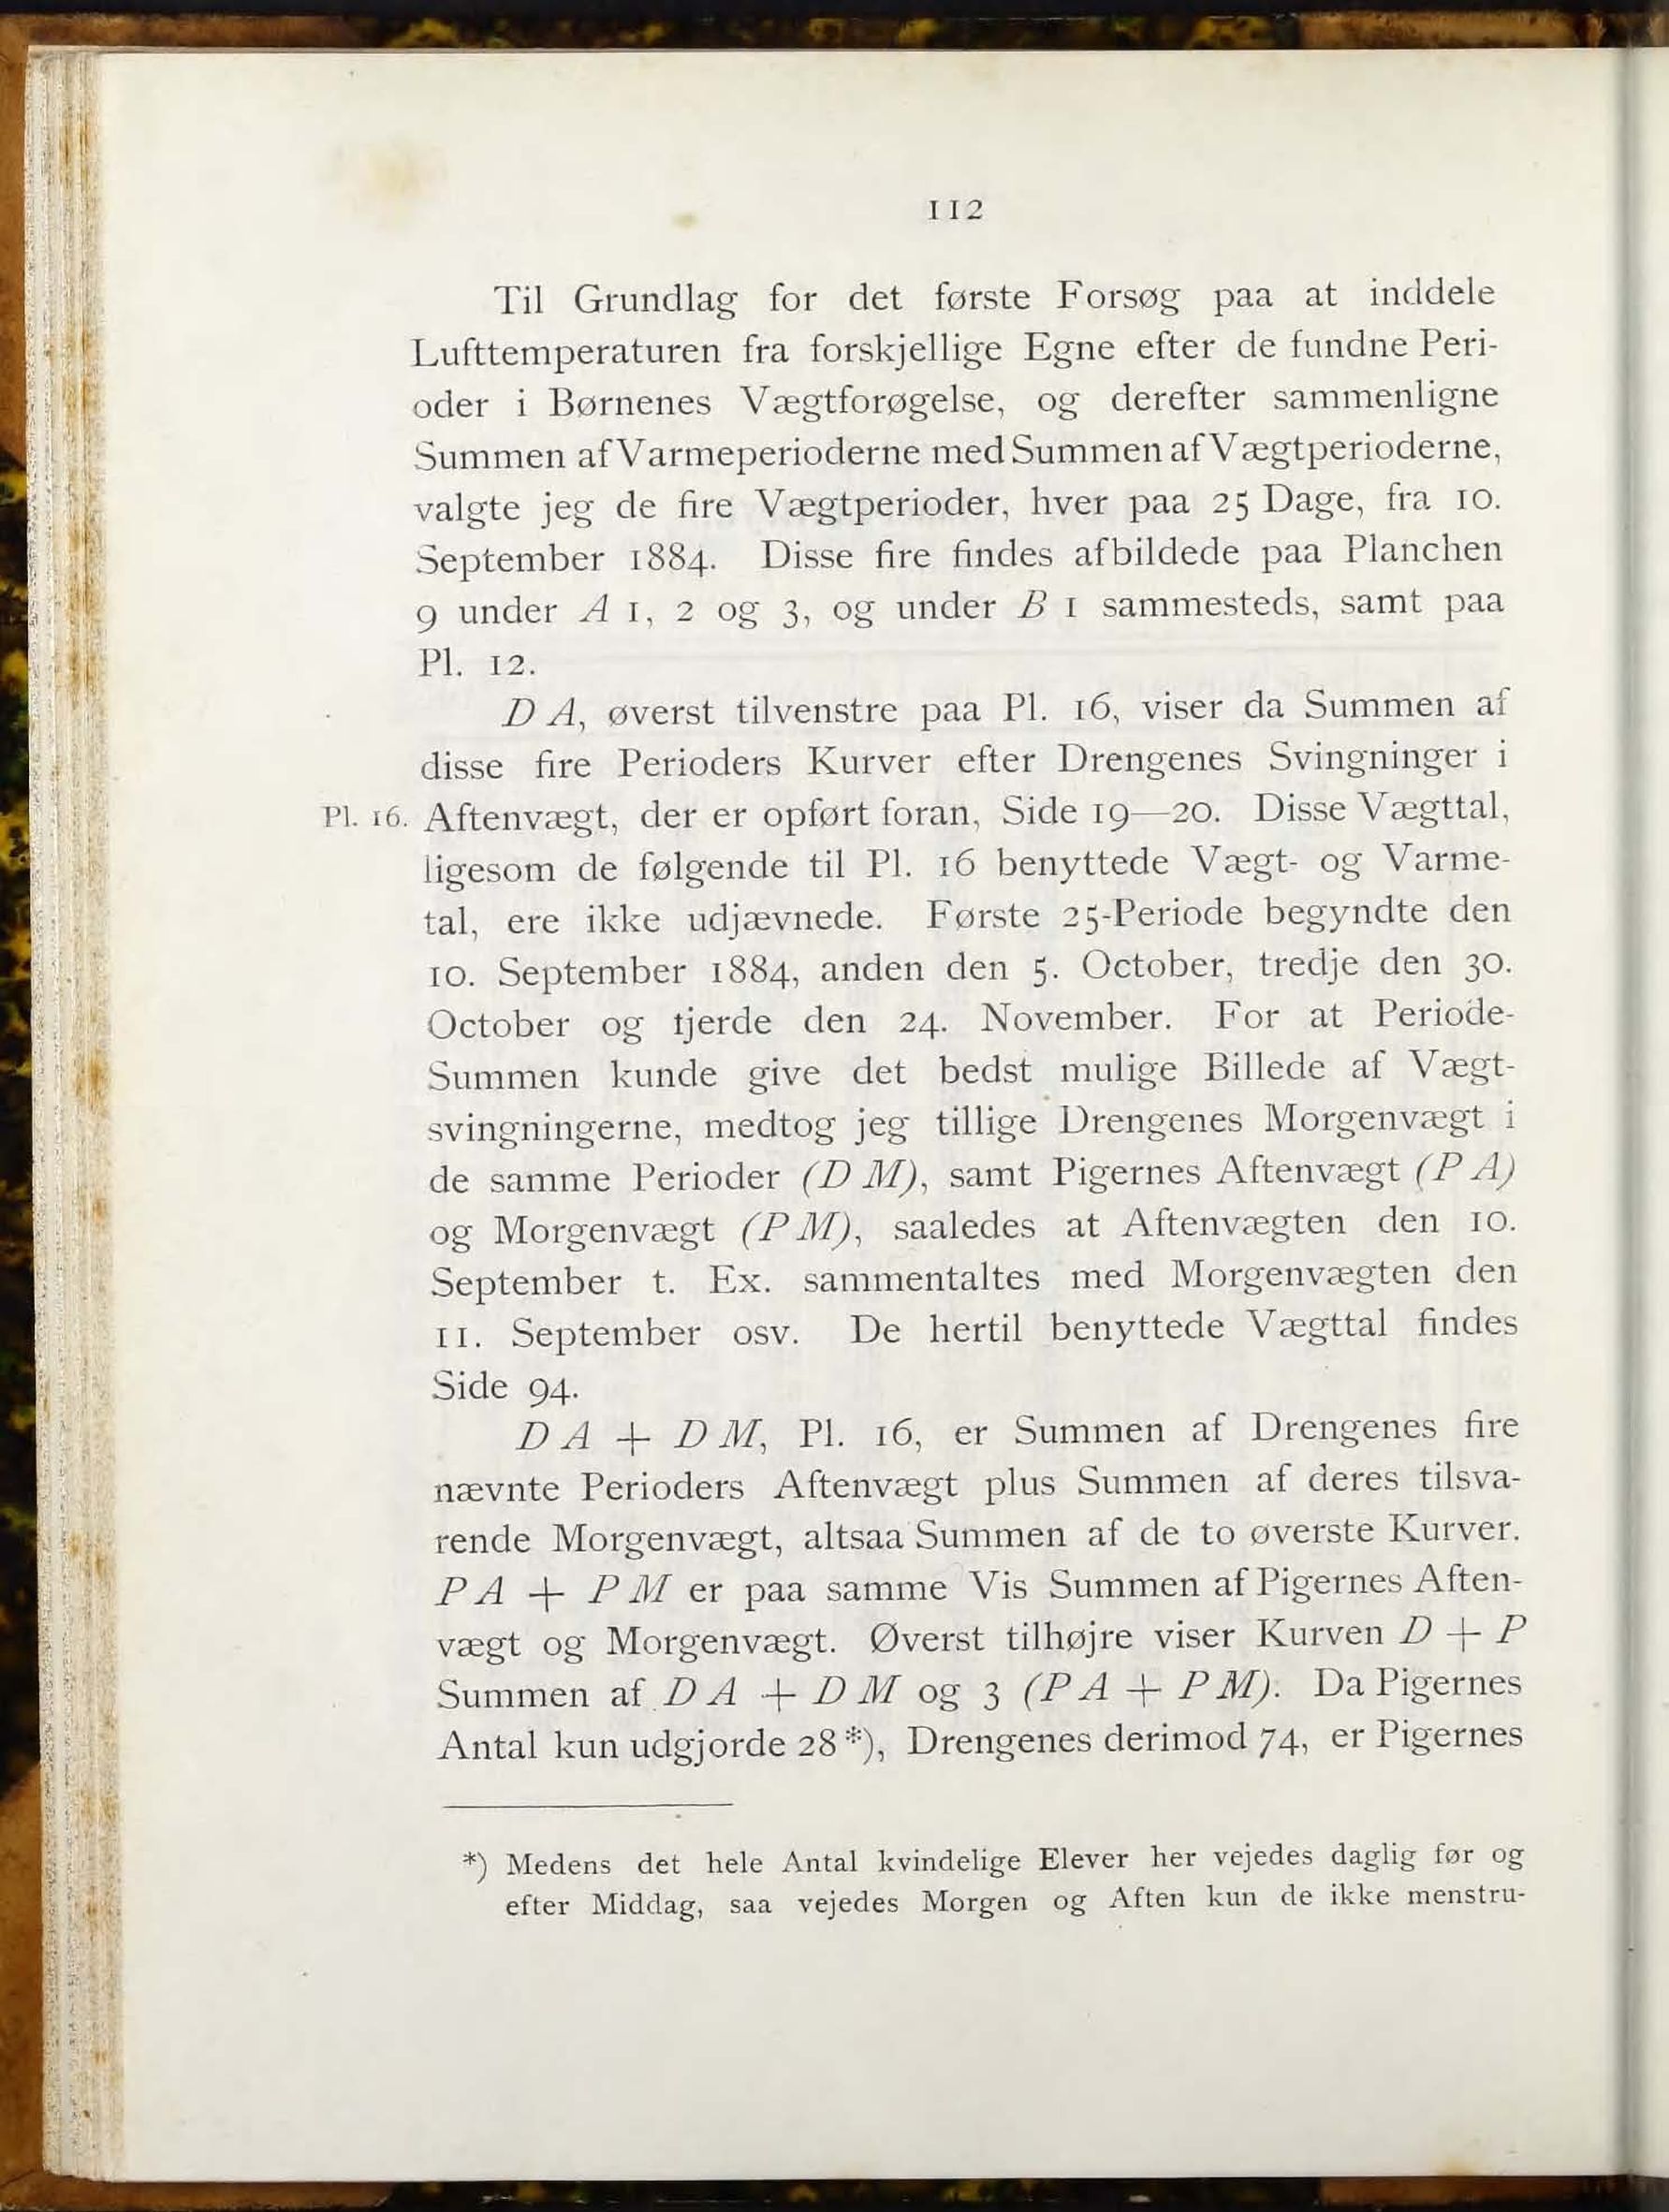 112
Til Grundlag for det første Forsøg paa at inddele
Lufttemperaturen fra forskjellige Egne efter de fundne Peri-
oder i Børnenes Vægtforøgelse, og derefter sammenligne
Summen af Varmeperioderne med Summen af Vægtperioderne,
valgte jeg de fire Vægtperioder, hver paa 25 Dage, fra 10.
September 1884. Disse fire findes afbildede paa Planchen
9 under A 1, 2 og 3, og under B 1 sammesteds, samt paa
Pl. 12.
D A, øverst tilvenstre paa Pl. 16, viser da Summen af
disse fire Perioders Kurver efter Drengenes Svingninger i
Pl. 16. Aftenvægt, der er opført foran, Side 19—20. Disse Vægttal,
ligesom de følgende til Pl. 16 benyttede Vægt- og Varme-
tal, ere ikke udjævnede. Første 25-Periode begyndte den
10. September 1884, anden den 5. October, tredje den 30.
October og tjerde den 24. November. For at Periode-
Summen kunde give det bedst mulige Billede af Vægt-
svingningerne, medtog jeg tillige Drengenes Morgenvægt i
de samme Perioder (D M), samt Pigernes Aftenvægt (P A)
og Morgenvægt (P M), saaledes at Aftenvægten den 10.
September t. Ex. sammentaltes med Morgenvægten den
11. September osv. De hertil benyttede Vægttal findes
Side 94.
D A + D M, Pl. 16, er Summen af Drengenes fire
nævnte Perioders Aftenvægt plus Summen af deres tilsva-
rende Morgenvægt, altsaa Summen af de to øverste Kurver.
P A + P M er paa samme Vis Summen af Pigernes Aften-
vægt og Morgenvægt. Øverst tilhøjre viser Kurven D + P
Summen af D A + D M og 3 (P A + P M). Da Pigernes
Antal kun udgjorde 28 *), Drengenes derimod 74, er Pigernes
*) Medens det hele Antal kvindelige Elever her vejedes daglig før og
efter Middag, saa vejedes Morgen og Aften kun de ikke menstru-